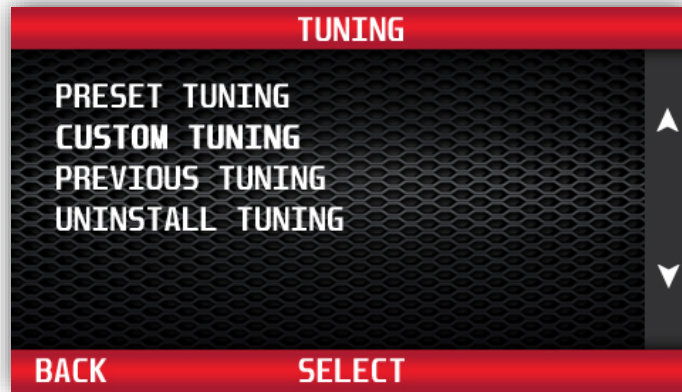 TUNING
PRESET TUNING
CUSTOM TUNING
PREVIOUS TUNING
UNINSTALL TUNING
BACK SELECT